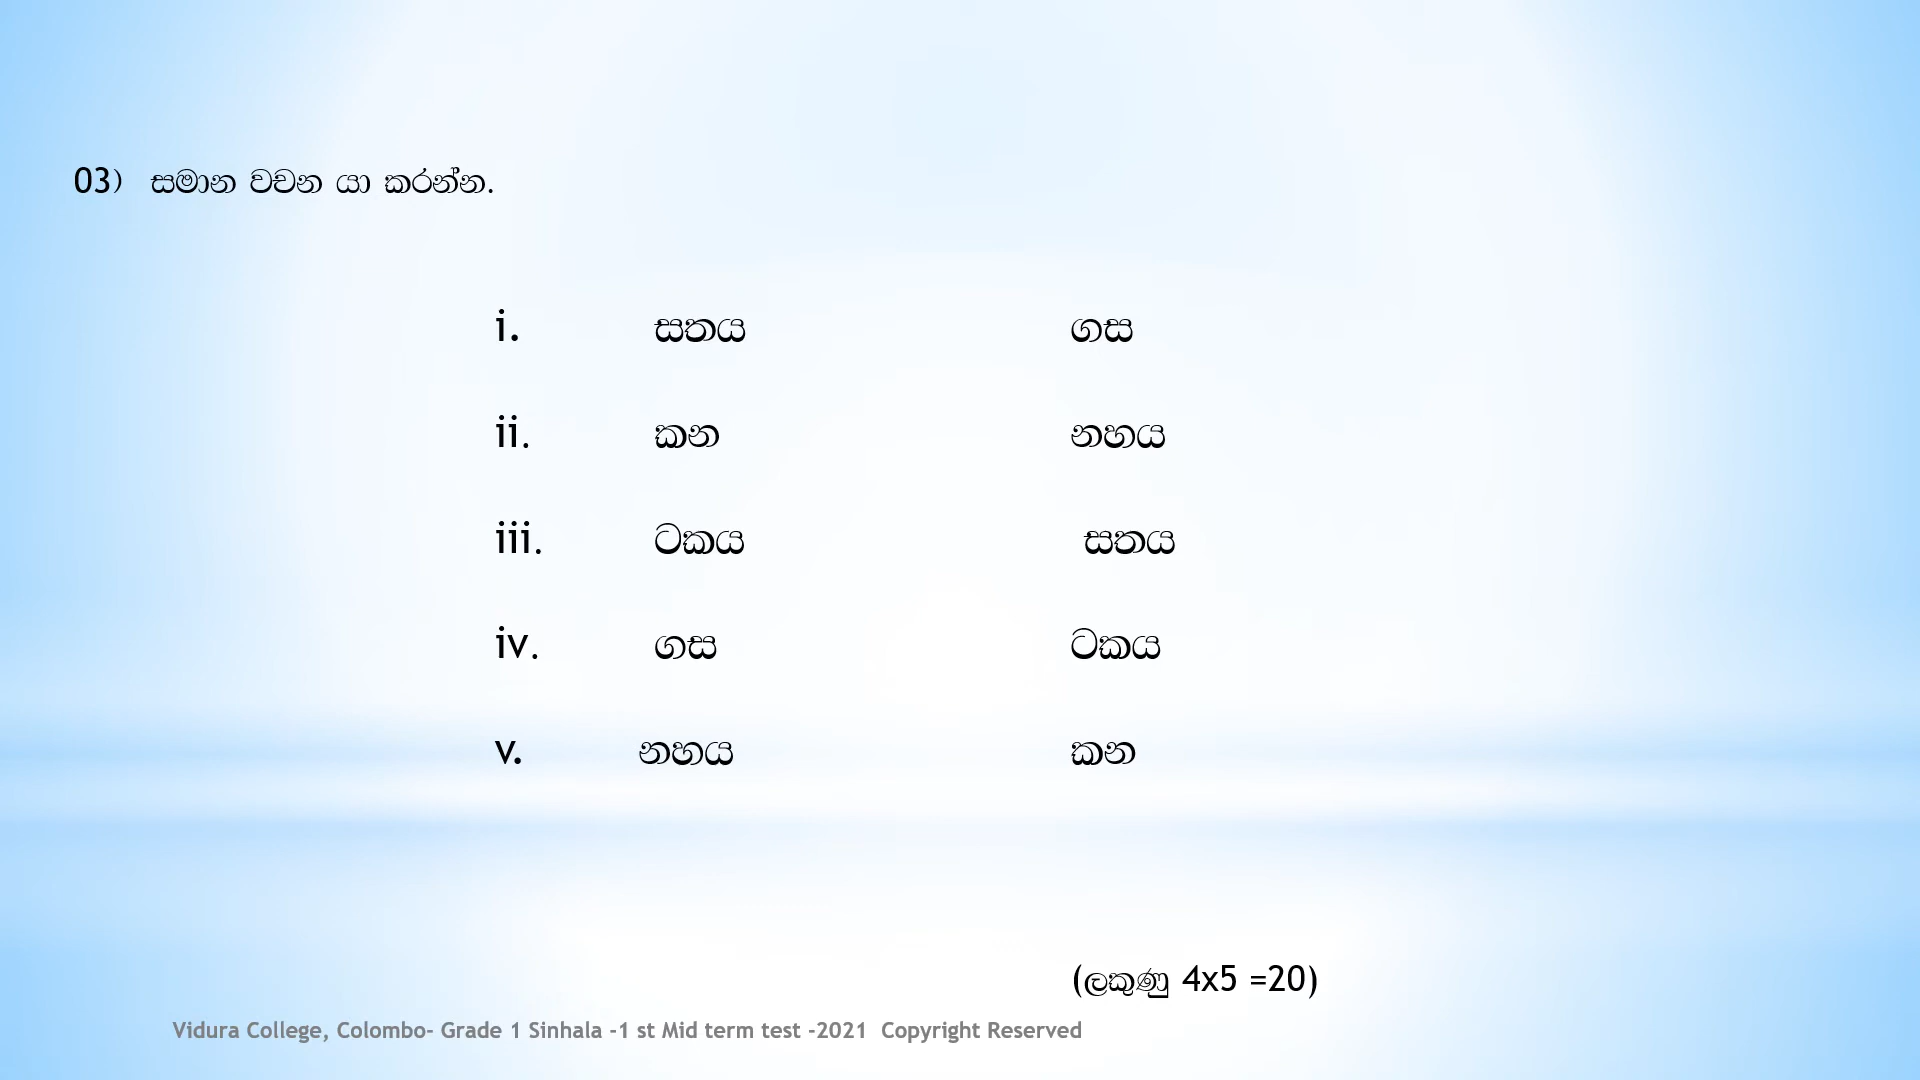 03) සමාන වචන යා කරන්න.
i. සතය ගස
ii. කන නහය
iii. ටකය සතය
iv. ගස ටකය
v. නහය කන
(ලකුණු 4x5 =20)
Vidura College, Colombo- Grade 1 Sinhala -1 st Mid term test -2021 Copyright Reserved